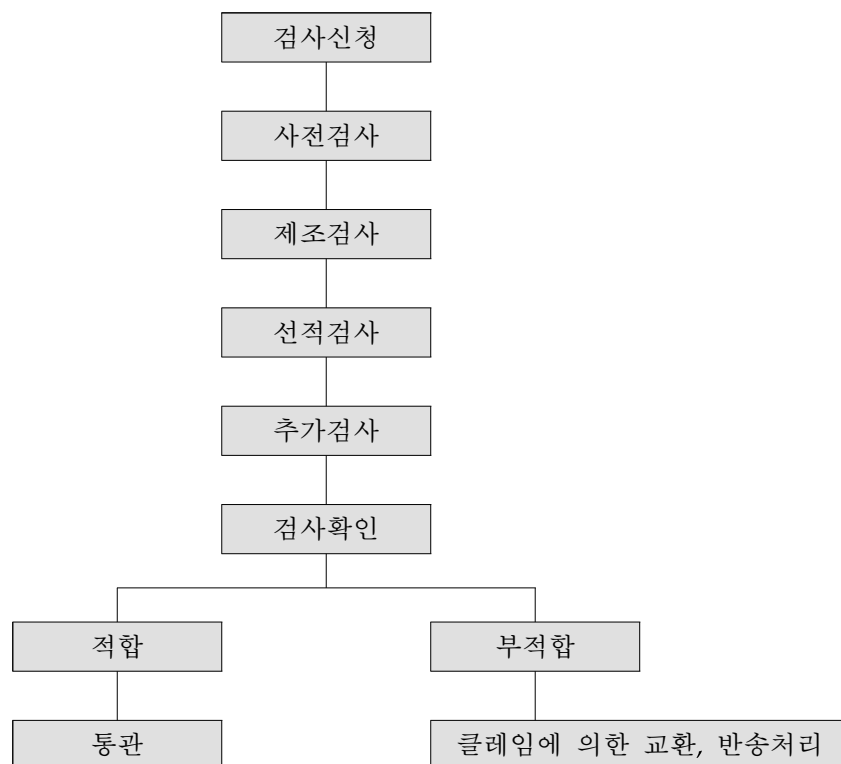 검사신청
사전검사
제조검사
선적검사
추가검사
검사확인
적합
부적합
통관
클레임에 의한 교환, 반송처리